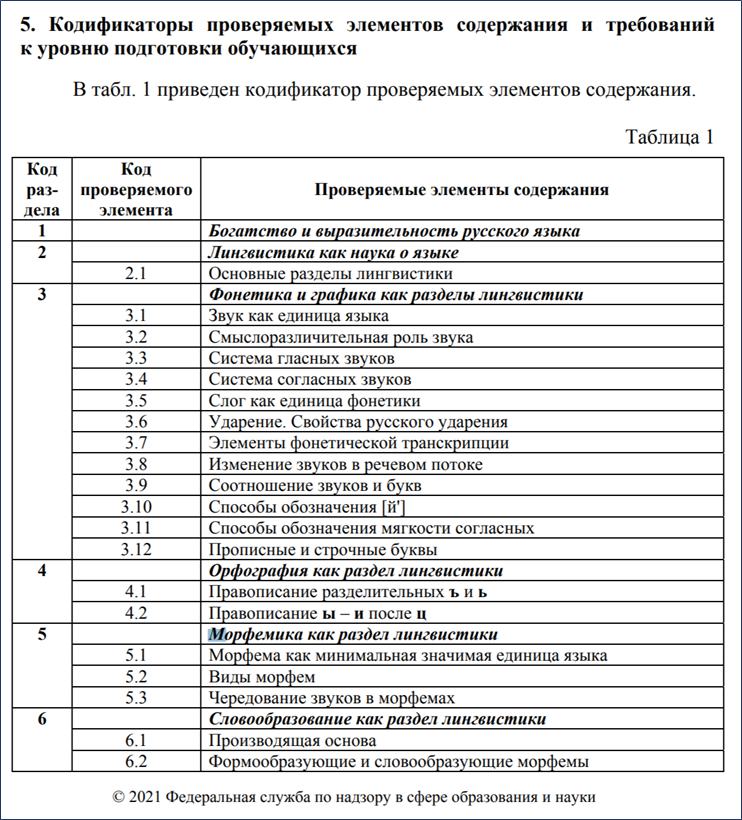 5. Кодификаторы проверяемых элементов содержания и требований
к уровню подготовки обучающихся
В табл. 1 приведен кодификатор проверяемых элементов содержания.
Таблица 1
Код раз-дела | Код проверяемого элемента | Проверяемые элементы содержания
1 Богатство и выразительность русского языка
2 Лингвистика как наука о языке
2.1 Основные разделы лингвистики
3 Фонетика и графика как разделы лингвистики
3.1 Звук как единица языка
3.2 Смыслоразличительная роль звука
3.3 Система гласных звуков
3.4 Система согласных звуков
3.5 Слог как единица фонетики
3.6 Ударение. Свойства русского ударения
3.7 Элементы фонетической транскрипции
3.8 Изменение звуков в речевом потоке
3.9 Соотношение звуков и букв
3.10 Способы обозначения [й']
3.11 Способы обозначения мягкости согласных
3.12 Прописные и строчные буквы
4 Орфография как раздел лингвистики
4.1 Правописание разделительных ъ и ь
4.2 Правописание ы – и после ц
5 Морфемика как раздел лингвистики
5.1 Морфема как минимальная значимая единица языка
5.2 Виды морфем
5.3 Чередование звуков в морфемах
6 Словообразование как раздел лингвистики
6.1 Производящая основа
6.2 Формообразующие и словообразующие морфемы
© 2021 Федеральная служба по надзору в сфере образования и науки